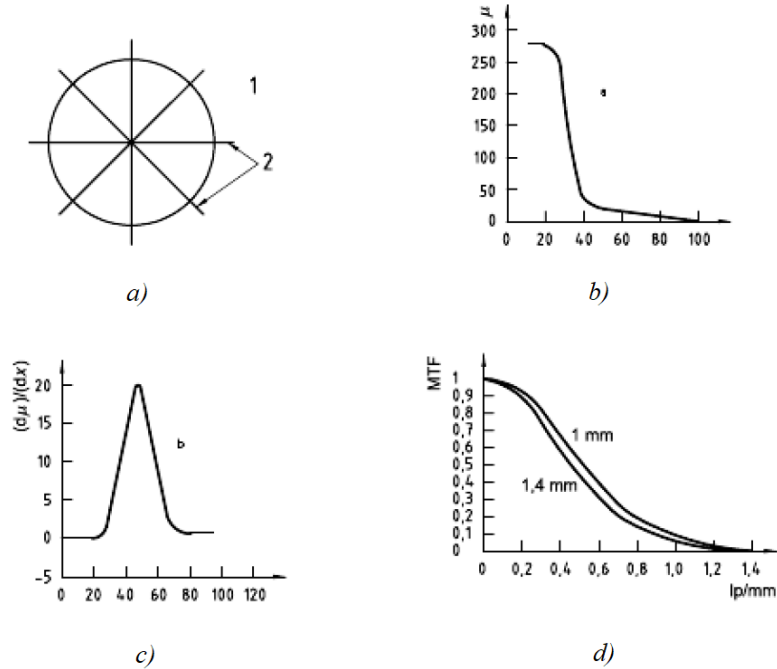 1
2
a)
μ
300
250
200
150
100
50
0
a
0 20 40 60 80 100
b)
(dμ)/(dx)
20
15
10
5
0
−5
b
0 20 40 60 80 100 120
c)
MTF
1
0,9
0,8
0,7
0,6
0,5
0,4
0,3
0,2
0,1
0
1 mm
1,4 mm
0 0,2 0,4 0,6 0,8 1,0 1,2 1,4
lp/mm
d)